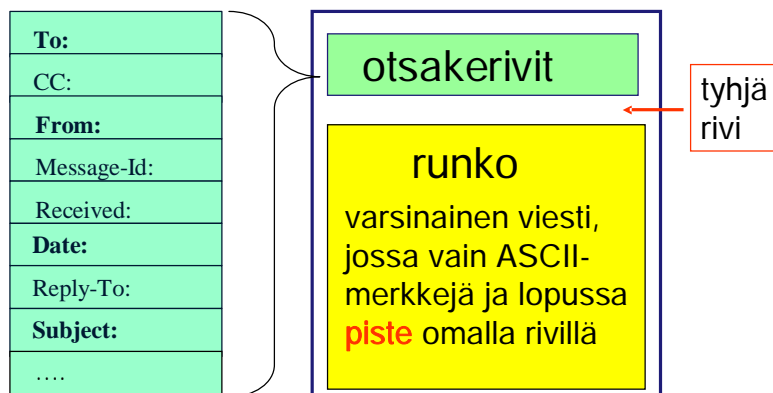 To:
CC:
From:
Message-Id:
Received:
Date:
Reply-To:
Subject:
….
otsakerivit
tyhjä
rivi
runko
varsinainen viesti,
jossa vain ASCII-
merkkejä ja lopussa
piste omalla rivillä